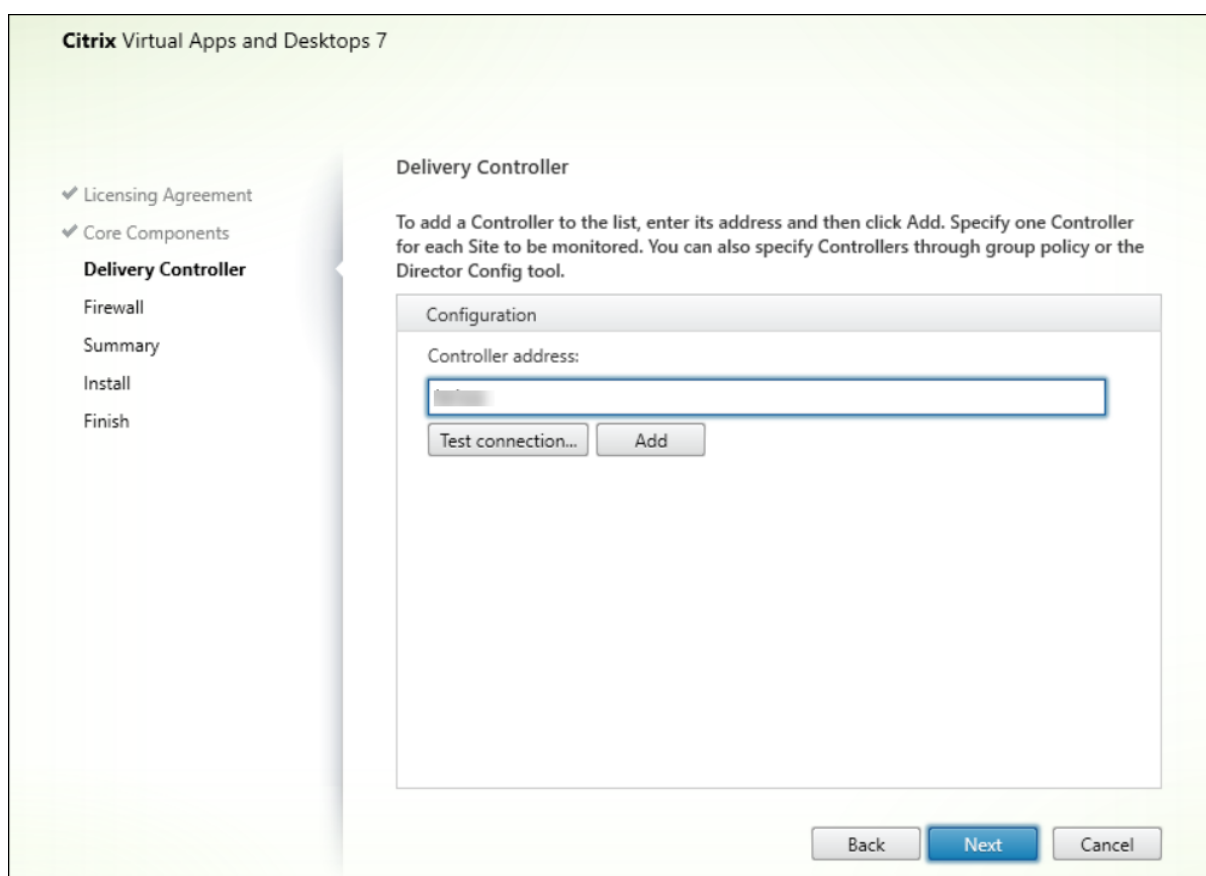 Citrix Virtual Apps and Desktops 7
Licensing Agreement
Core Components
Delivery Controller
Firewall
Summary
Install
Finish
Delivery Controller
To add a Controller to the list, enter its address and then click Add. Specify one Controller
for each Site to be monitored. You can also specify Controllers through group policy or the
Director Config tool.
Configuration
Controller address:
Test connection...
Add
Back
Next
Cancel